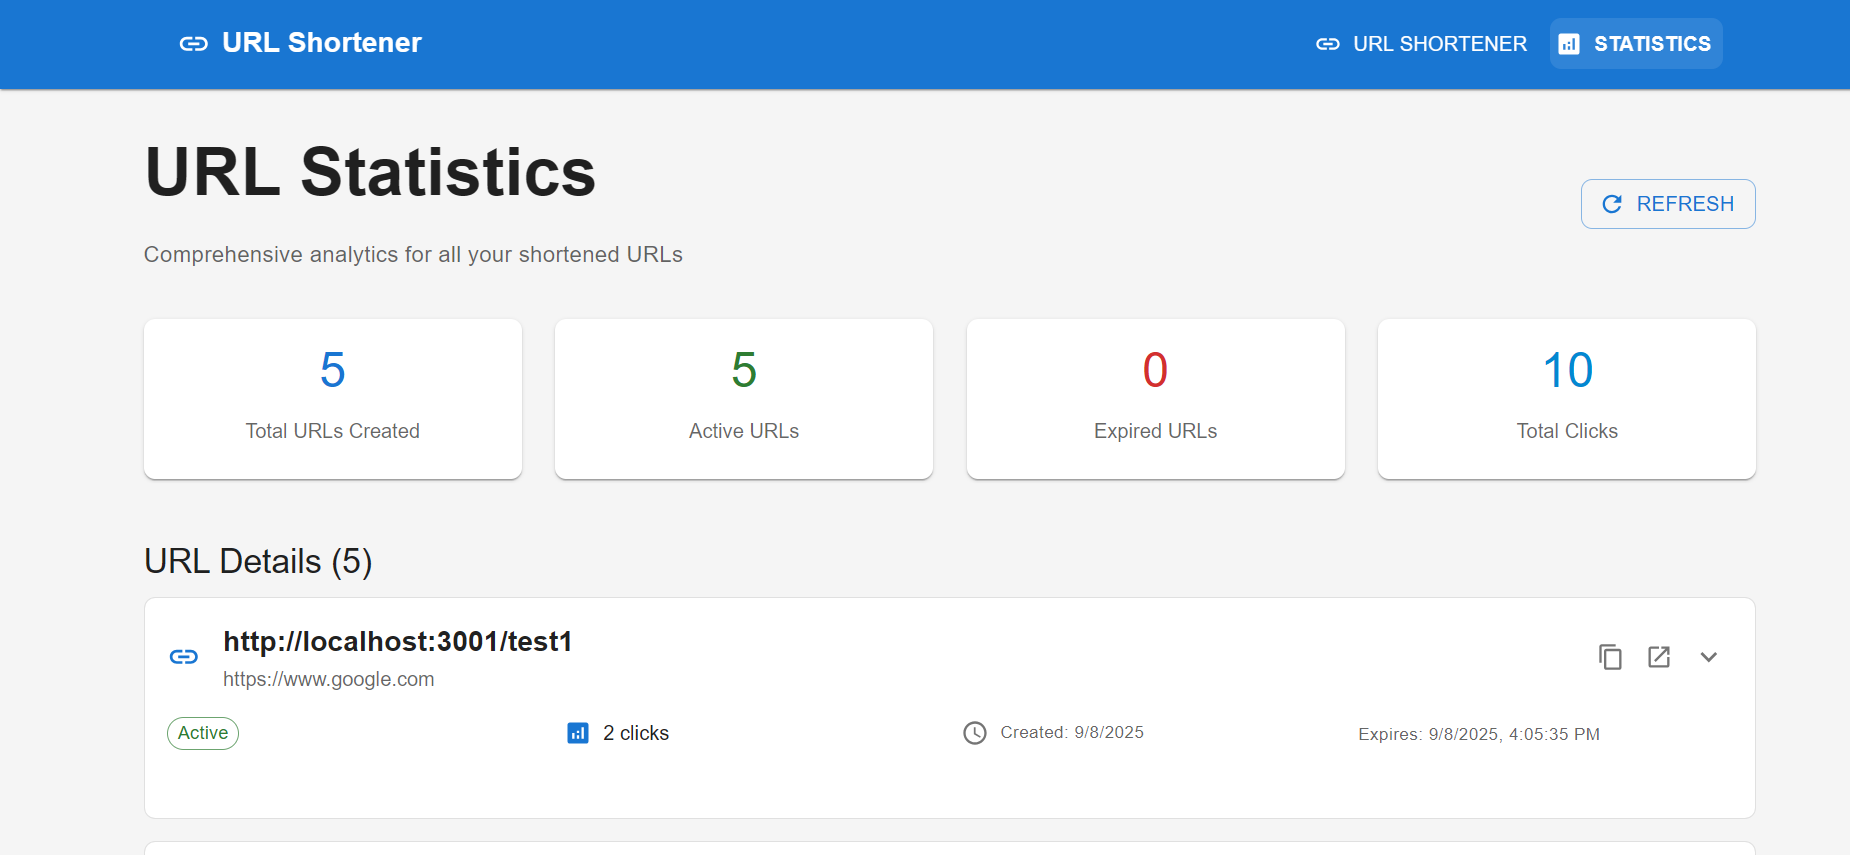 URL Shortener
URL SHORTENER
STATISTICS
URL Statistics
REFRESH
Comprehensive analytics for all your shortened URLs
5
Total URLs Created
5
Active URLs
0
Expired URLs
10
Total Clicks
URL Details (5)
http://localhost:3001/test1
https://www.google.com
Active
2 clicks
Created: 9/8/2025
Expires: 9/8/2025, 4:05:35 PM